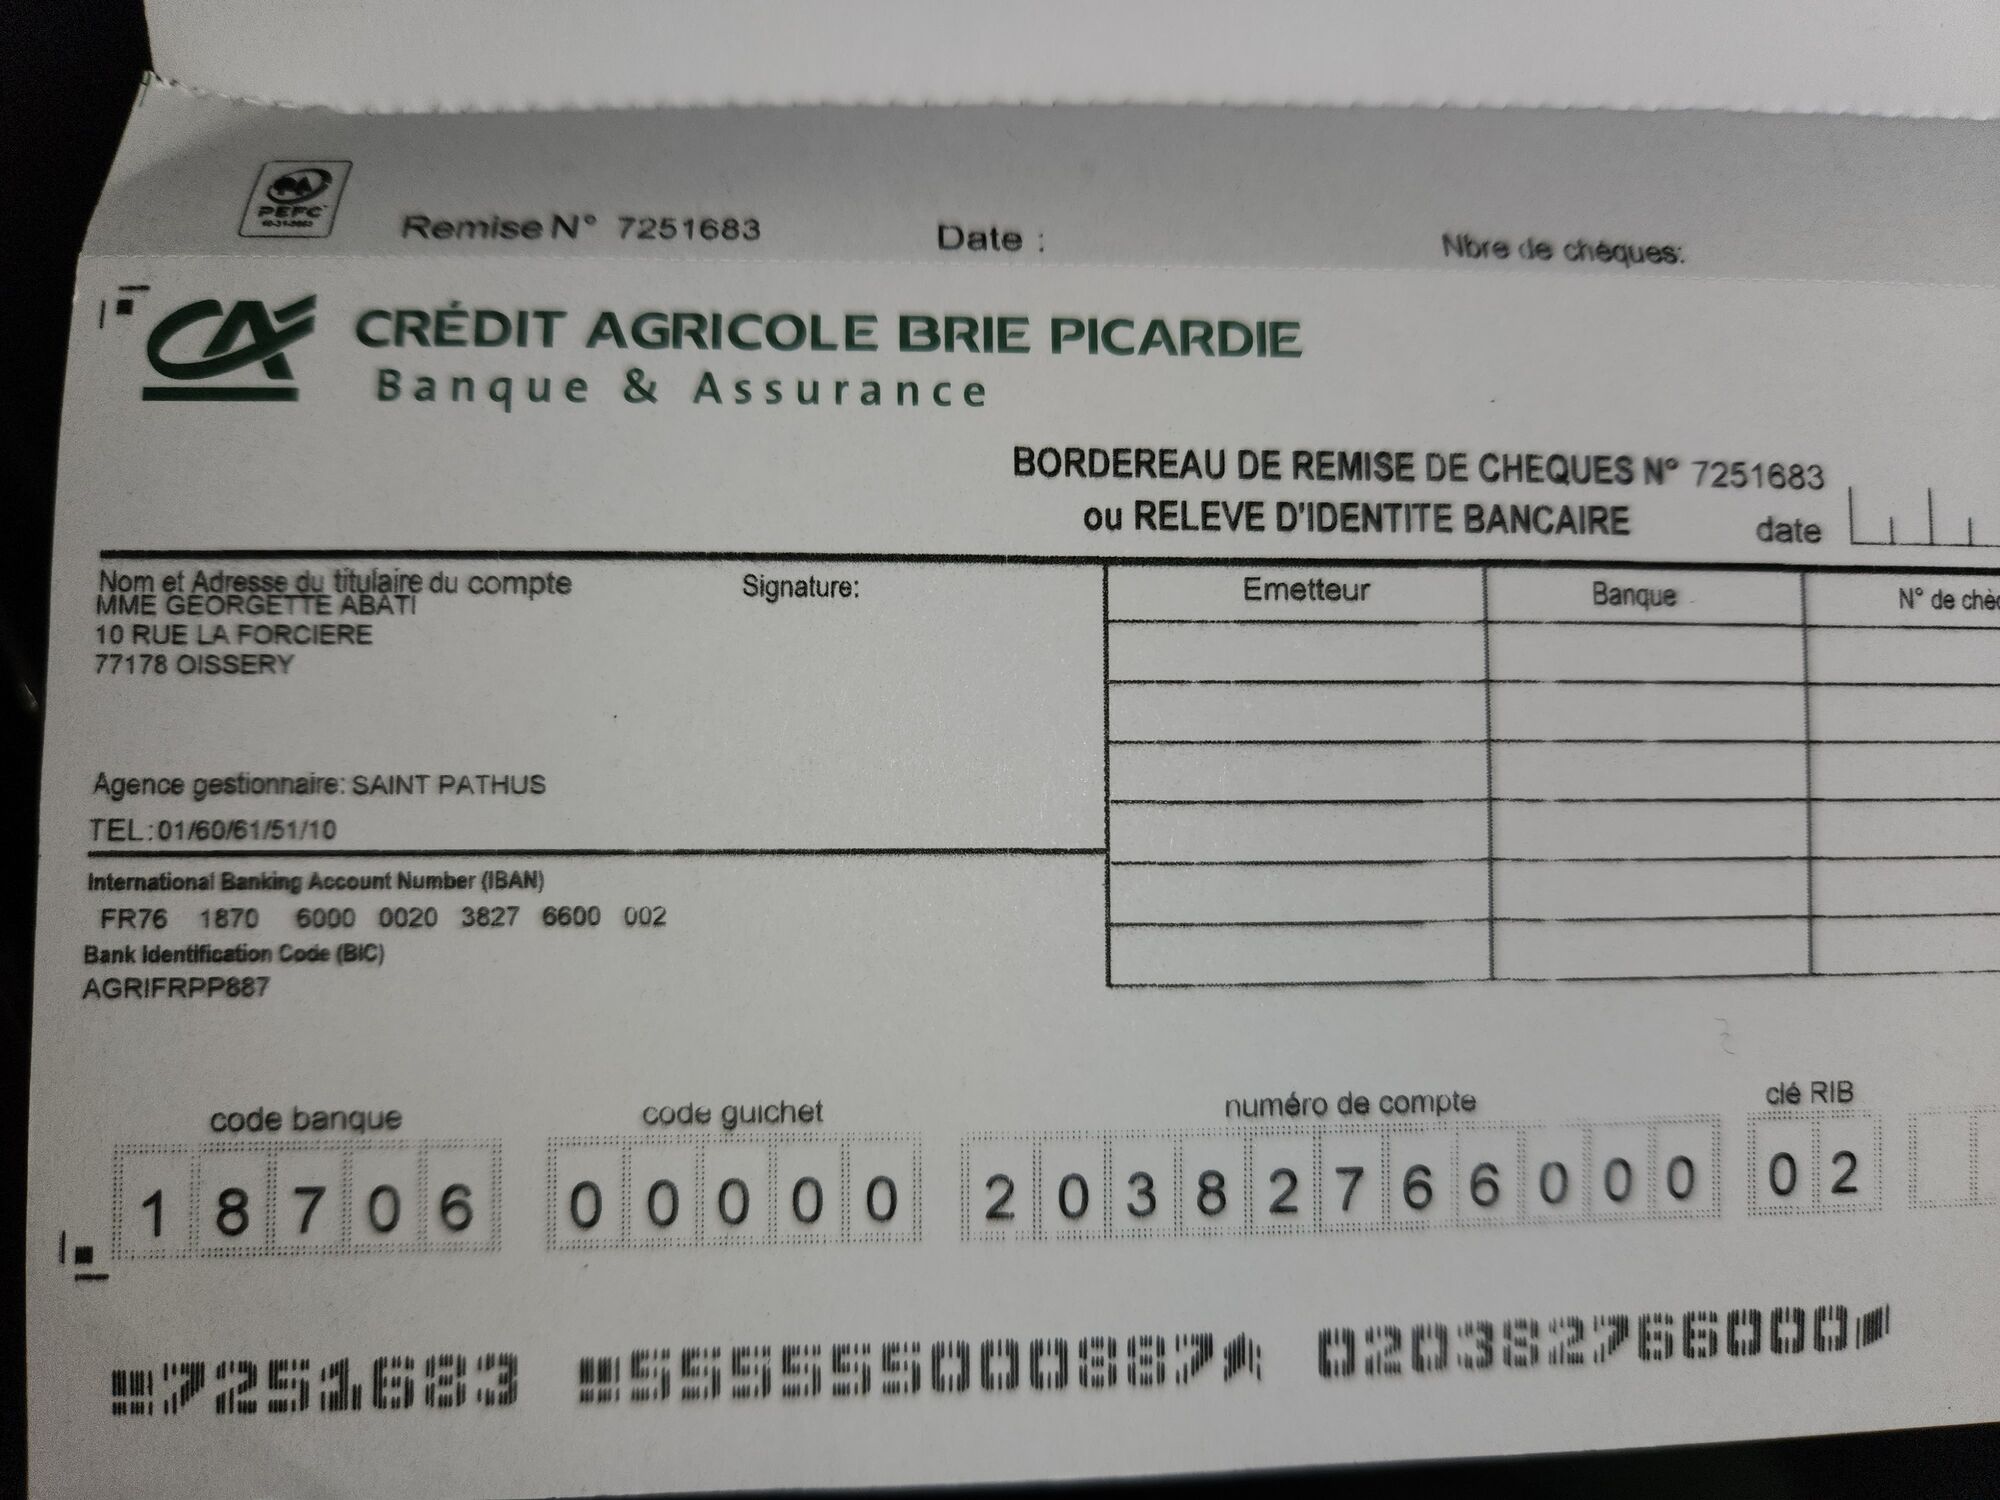 PEFC
Remise N° 7251683 Date : Nbre de chèques:
CRÉDIT AGRICOLE BRIE PICARDIE
Banque & Assurance
BORDEREAU DE REMISE DE CHEQUES N° 7251683
ou RELEVE D'IDENTITE BANCAIRE date
Nom et Adresse du titulaire du compte Signature: Emetteur Banque N° de chè
MME GEORGETTE ABATI
10 RUE LA FORCIERE
77178 OISSERY
Agence gestionnaire: SAINT PATHUS
TEL:01/60/61/51/10
International Banking Account Number (IBAN)
FR76 1870 6000 0020 3827 6600 002
Bank Identification Code (BIC)
AGRIFRPP887
code banque code guichet numéro de compte clé RIB
18706 00000 20382766000 02
7251683 555555000887 020382766000